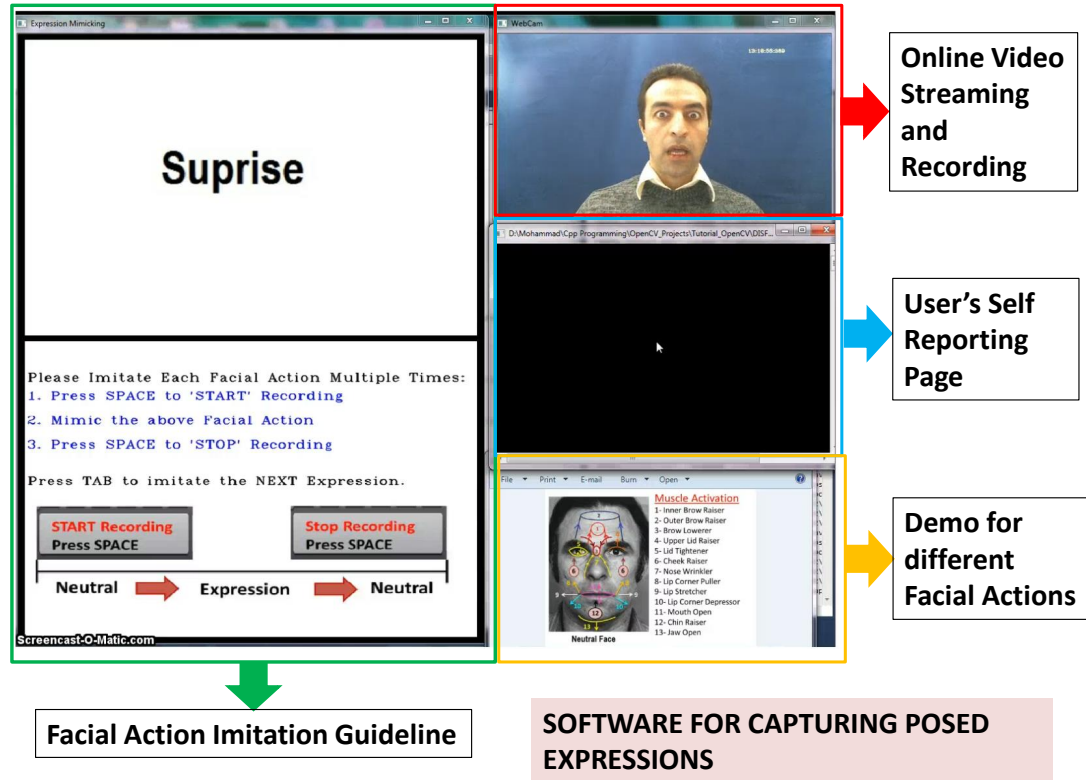 Expression Mimicking
Suprise
Please Imitate Each Facial Action Multiple Times:
1. Press SPACE to 'START' Recording
2. Mimic the above Facial Action
3. Press SPACE to 'STOP' Recording
Press TAB to imitate the NEXT Expression.
START Recording
Press SPACE
Stop Recording
Press SPACE
Neutral
Expression
Neutral
Screencast-O-Matic.com
WebCam
D:\Mohammad\Cpp Programming\OpenCV_Projects\Tutorial_OpenCV\DISF...
File
Print
E-mail
Burn
Open
Muscle Activation
1- Inner Brow Raiser
2- Outer Brow Raiser
3- Brow Lowerer
4- Upper Lid Raiser
5- Lid Tightener
6- Cheek Raiser
7- Nose Wrinkler
8- Lip Corner Puller
9- Lip Stretcher
10- Lip Corner Depressor
11- Mouth Open
12- Chin Raiser
13- Jaw Open
Neutral Face
Online Video
Streaming
and
Recording
User's Self
Reporting
Page
Demo for
different
Facial Actions
Facial Action Imitation Guideline
SOFTWARE FOR CAPTURING POSED
EXPRESSIONS